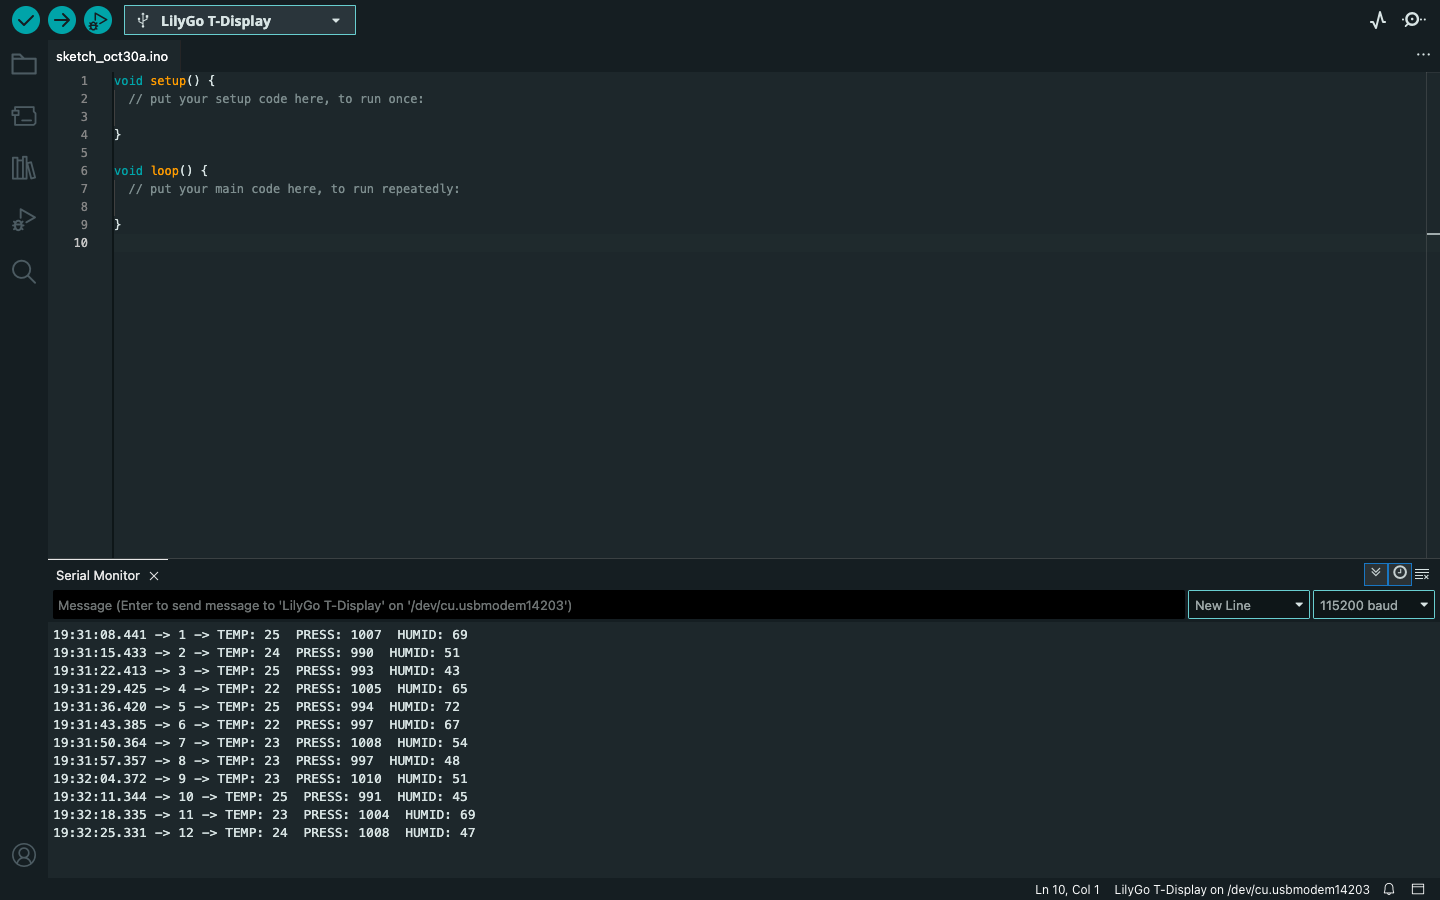 LilyGo T-Display
sketch_oct30a.ino
1 void setup() {
2 // put your setup code here, to run once:
3
4 }
5
6 void loop() {
7 // put your main code here, to run repeatedly:
8
9 }
10
Serial Monitor
Message (Enter to send message to 'LilyGo T-Display' on '/dev/cu.usbmodem14203')
New Line
115200 baud
19:31:08.441 -> 1 -> TEMP: 25  PRESS: 1007  HUMID: 69
19:31:15.433 -> 2 -> TEMP: 24  PRESS: 990  HUMID: 51
19:31:22.413 -> 3 -> TEMP: 25  PRESS: 993  HUMID: 43
19:31:29.425 -> 4 -> TEMP: 22  PRESS: 1005  HUMID: 65
19:31:36.420 -> 5 -> TEMP: 25  PRESS: 994  HUMID: 72
19:31:43.385 -> 6 -> TEMP: 22  PRESS: 997  HUMID: 67
19:31:50.364 -> 7 -> TEMP: 23  PRESS: 1008  HUMID: 54
19:31:57.357 -> 8 -> TEMP: 23  PRESS: 997  HUMID: 48
19:32:04.372 -> 9 -> TEMP: 23  PRESS: 1010  HUMID: 51
19:32:11.344 -> 10 -> TEMP: 25  PRESS: 991  HUMID: 45
19:32:18.335 -> 11 -> TEMP: 23  PRESS: 1004  HUMID: 69
19:32:25.331 -> 12 -> TEMP: 24  PRESS: 1008  HUMID: 47
Ln 10, Col 1 LilyGo T-Display on /dev/cu.usbmodem14203